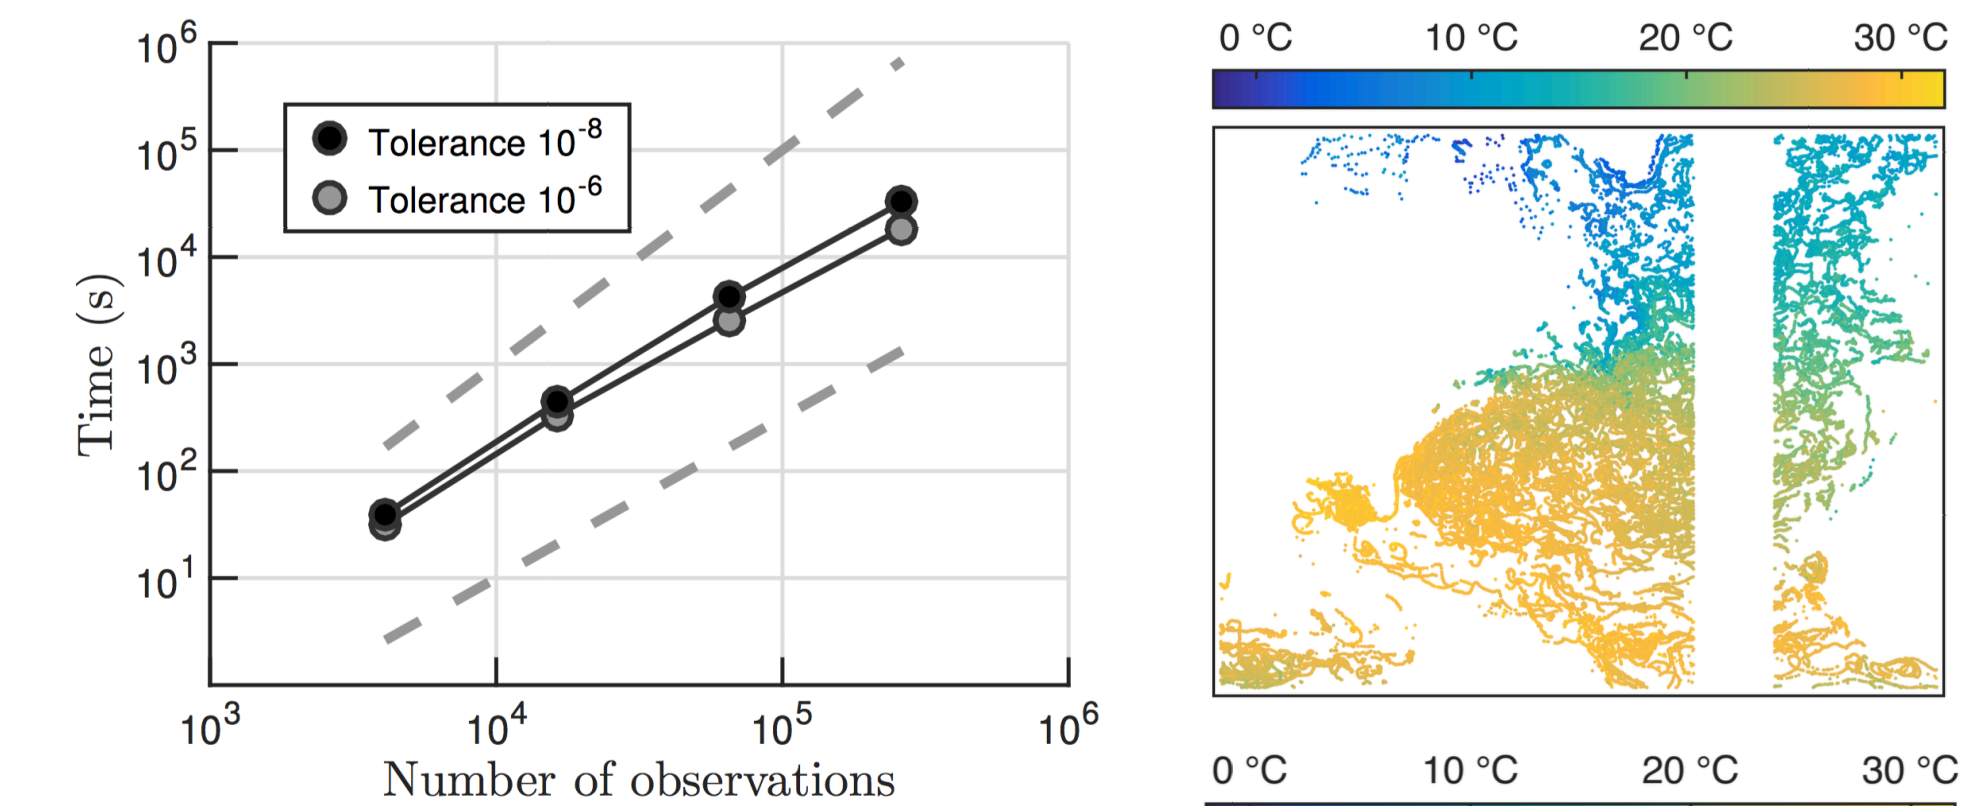 10^6
10^5
10^4
10^3
10^2
10^1
Time (s)
Tolerance 10^-8
Tolerance 10^-6
10^3 10^4 10^5 10^6
Number of observations
0 °C 10 °C 20 °C 30 °C
0 °C 10 °C 20 °C 30 °C